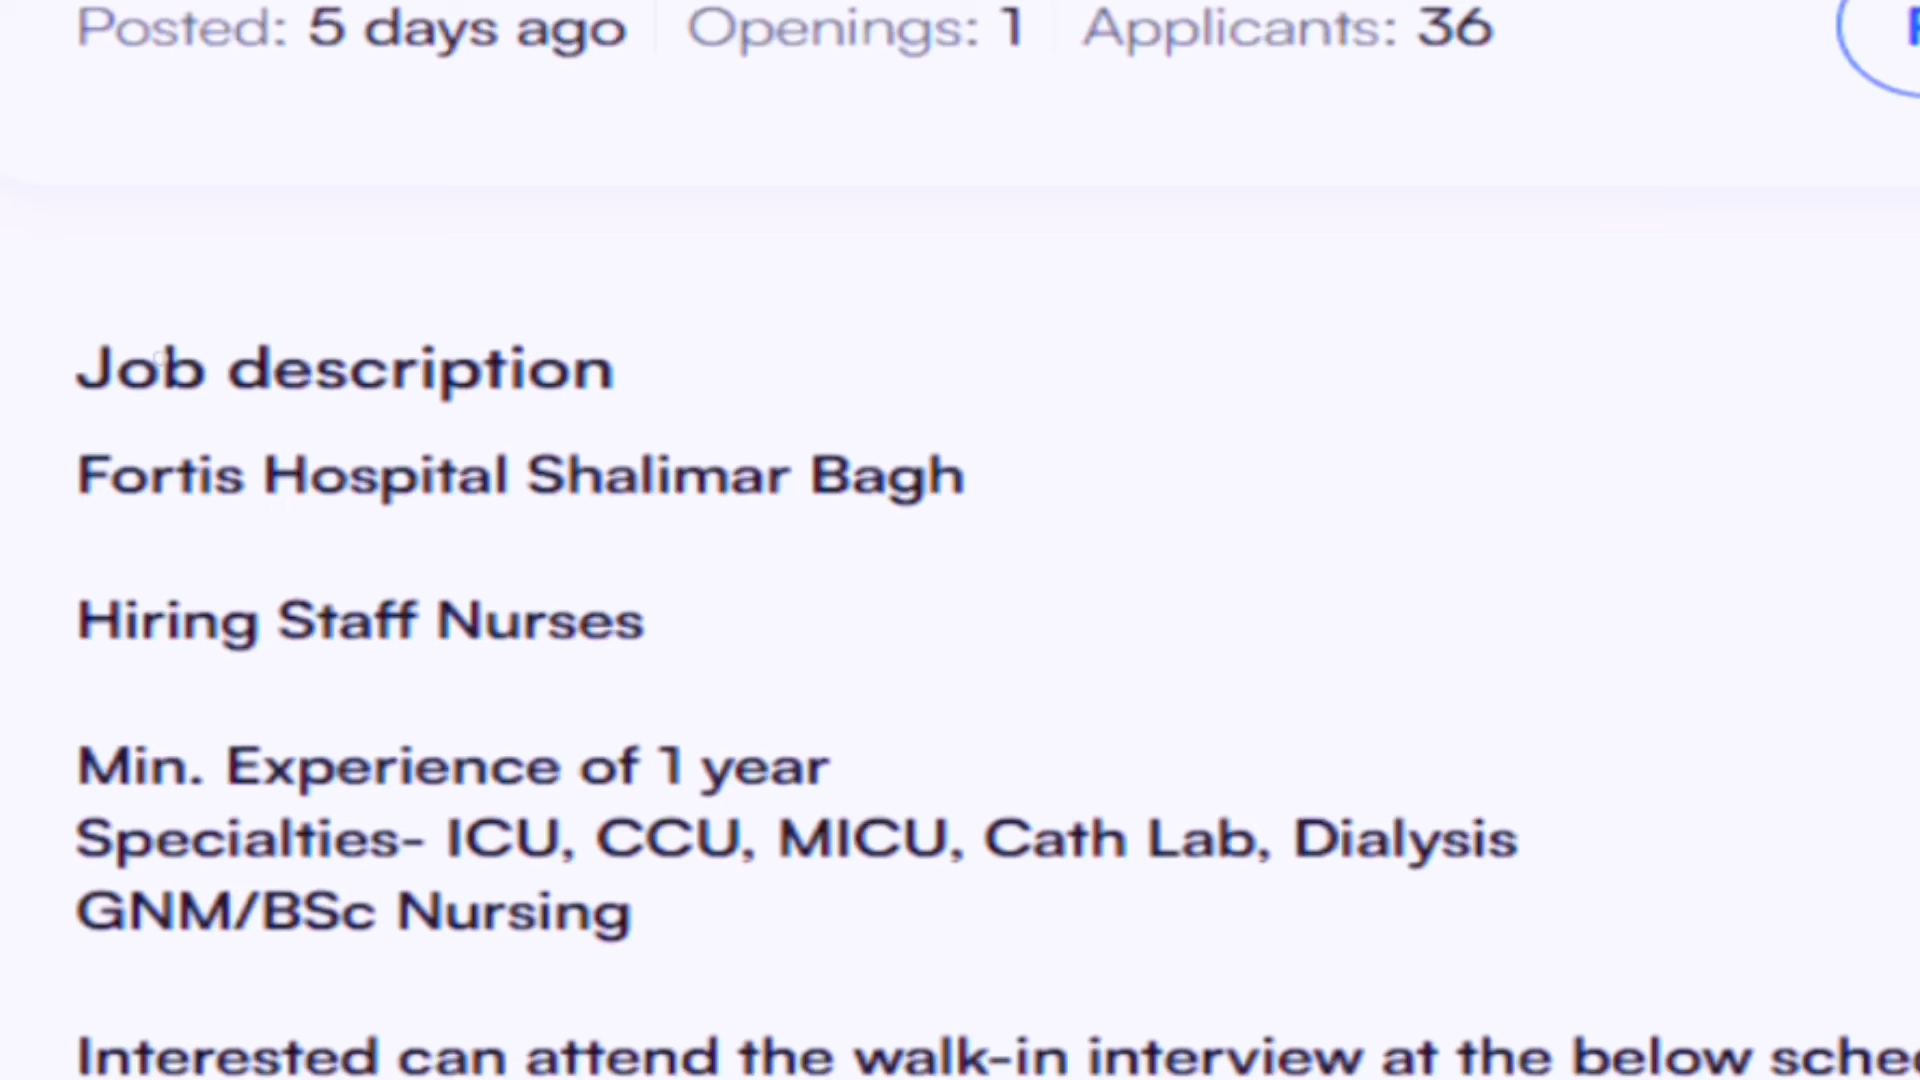 Posted: 5 days ago Openings: 1 Applicants: 36
Job description
Fortis Hospital Shalimar Bagh
Hiring Staff Nurses
Min. Experience of 1 year
Specialties- ICU, CCU, MICU, Cath Lab, Dialysis
GNM/BSc Nursing
Interested can attend the walk-in interview at the below